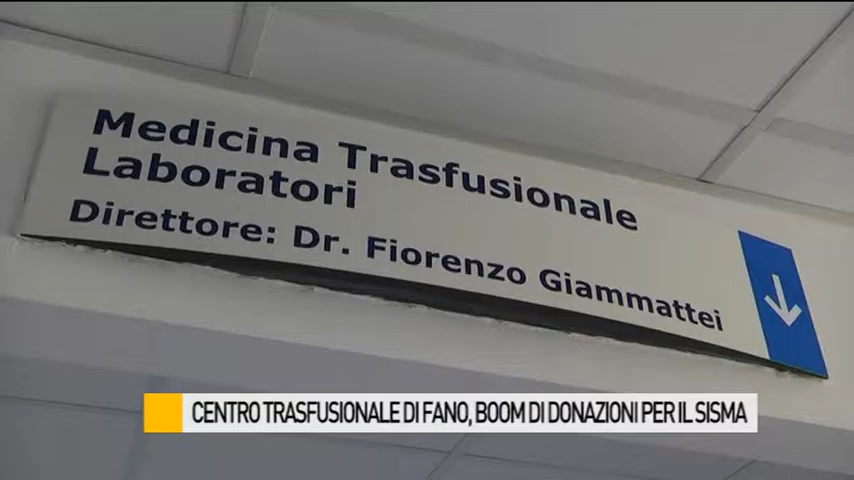 Medicina Trasfusionale
Laboratori
Direttore: Dr. Fiorenzo Giammattei
CENTRO TRASFUSIONALE DI FANO, BOOM DI DONAZIONI PER IL SISMA